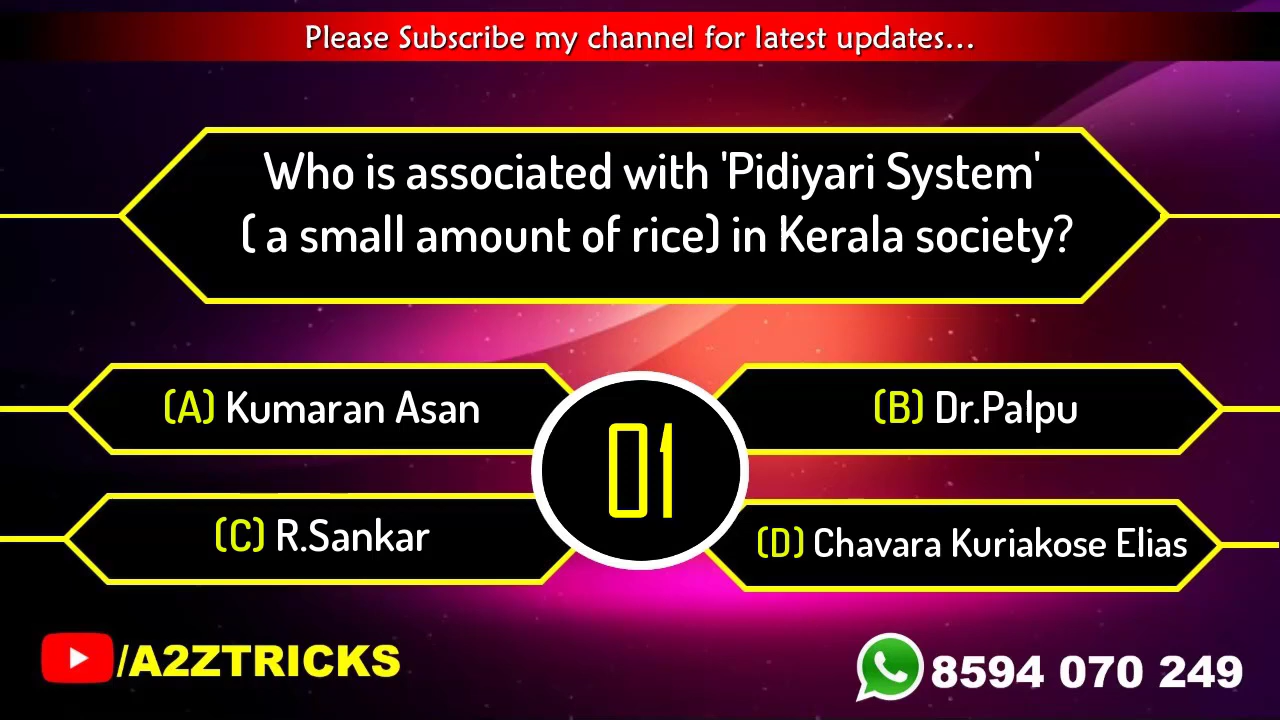 Please Subscribe my channel for latest updates...
Who is associated with 'Pidiyari System'
( a small amount of rice) in Kerala society?
(A) Kumaran Asan
(B) Dr.Palpu
01
(C) R.Sankar
(D) Chavara Kuriakose Elias
/A2ZTRICKS
8594 070 249